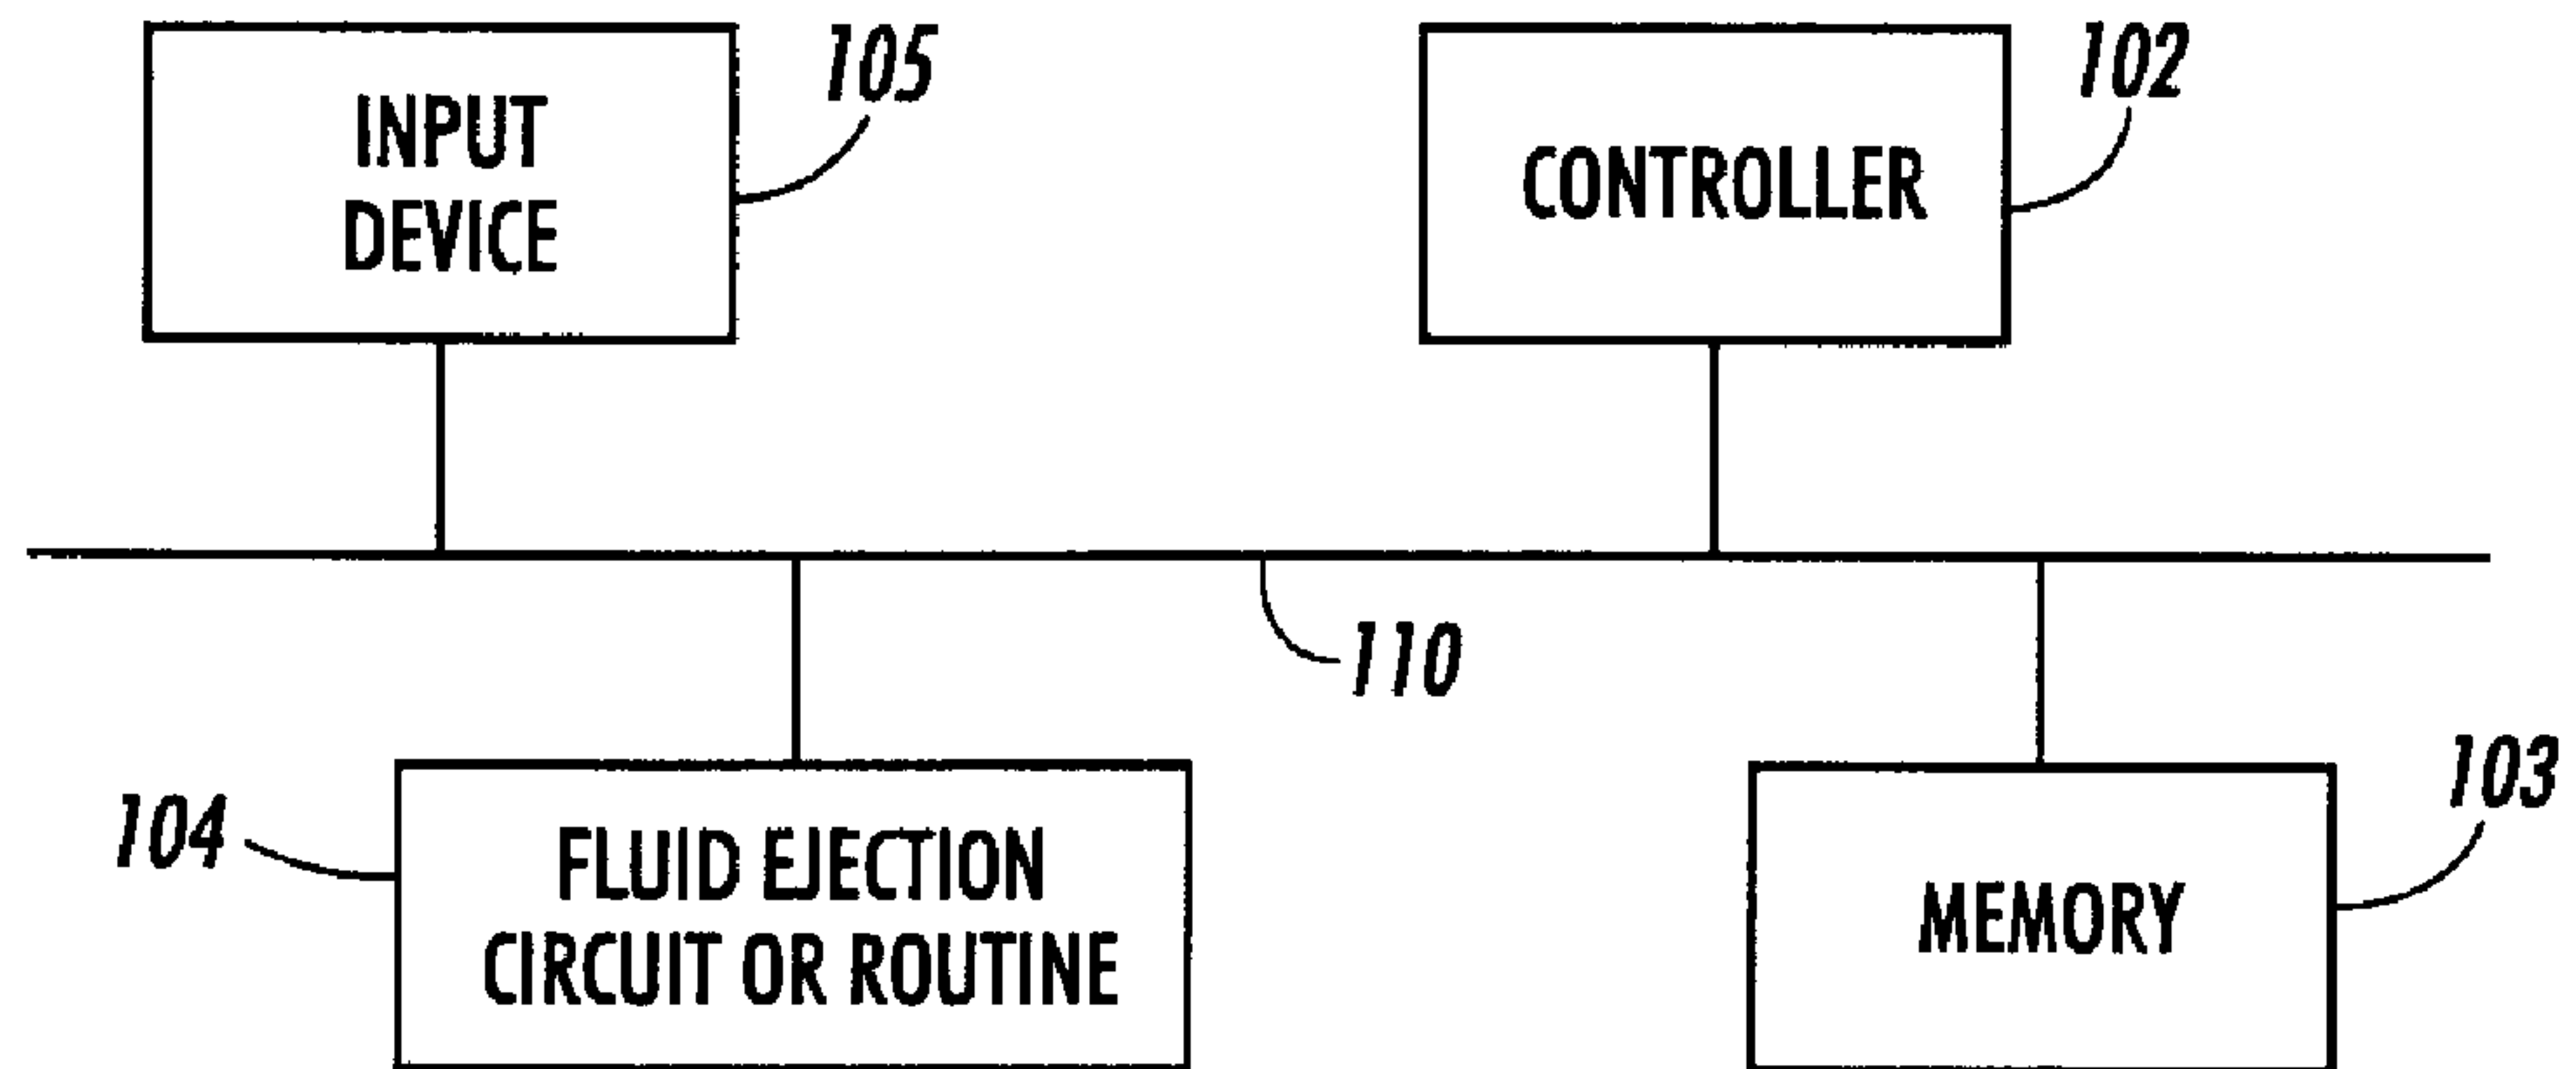 INPUT
DEVICE
105
CONTROLLER
102
110
104
FLUID EJECTION
CIRCUIT OR ROUTINE
MEMORY
103